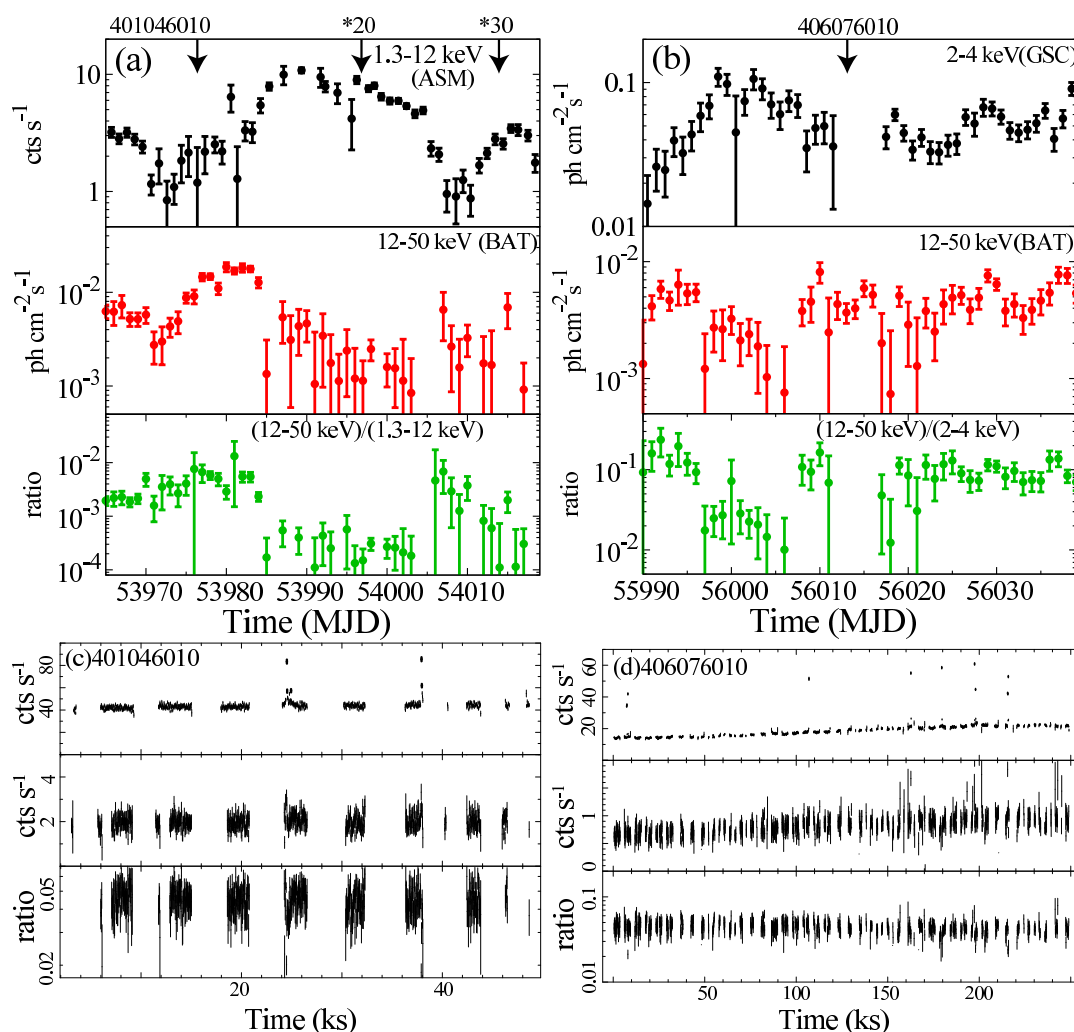 401046010 *20 *30
(a) 1.3-12 keV (ASM)
cts s⁻¹
10
1
12-50 keV (BAT)
ph cm⁻²s⁻¹
10⁻²
10⁻³
(12-50 keV)/(1.3-12 keV)
ratio
10⁻²
10⁻³
10⁻⁴
53970 53980 53990 54000 54010
Time (MJD)
406076010
(b) 2-4 keV(GSC)
ph cm⁻²s⁻¹
0.1
0.01
12-50 keV(BAT)
ph cm⁻²s⁻¹
10⁻²
10⁻³
(12-50 keV)/(2-4 keV)
ratio
10⁻¹
10⁻²
55990 56000 56010 56020 56030
Time (MJD)
(c)401046010
cts s⁻¹
80
40
cts s⁻¹
4
2
ratio
0.05
0.02
20 40
Time (ks)
(d)406076010
cts s⁻¹
60
40
20
cts s⁻¹
1
0
ratio
0.1
0.01
50 100 150 200
Time (ks)